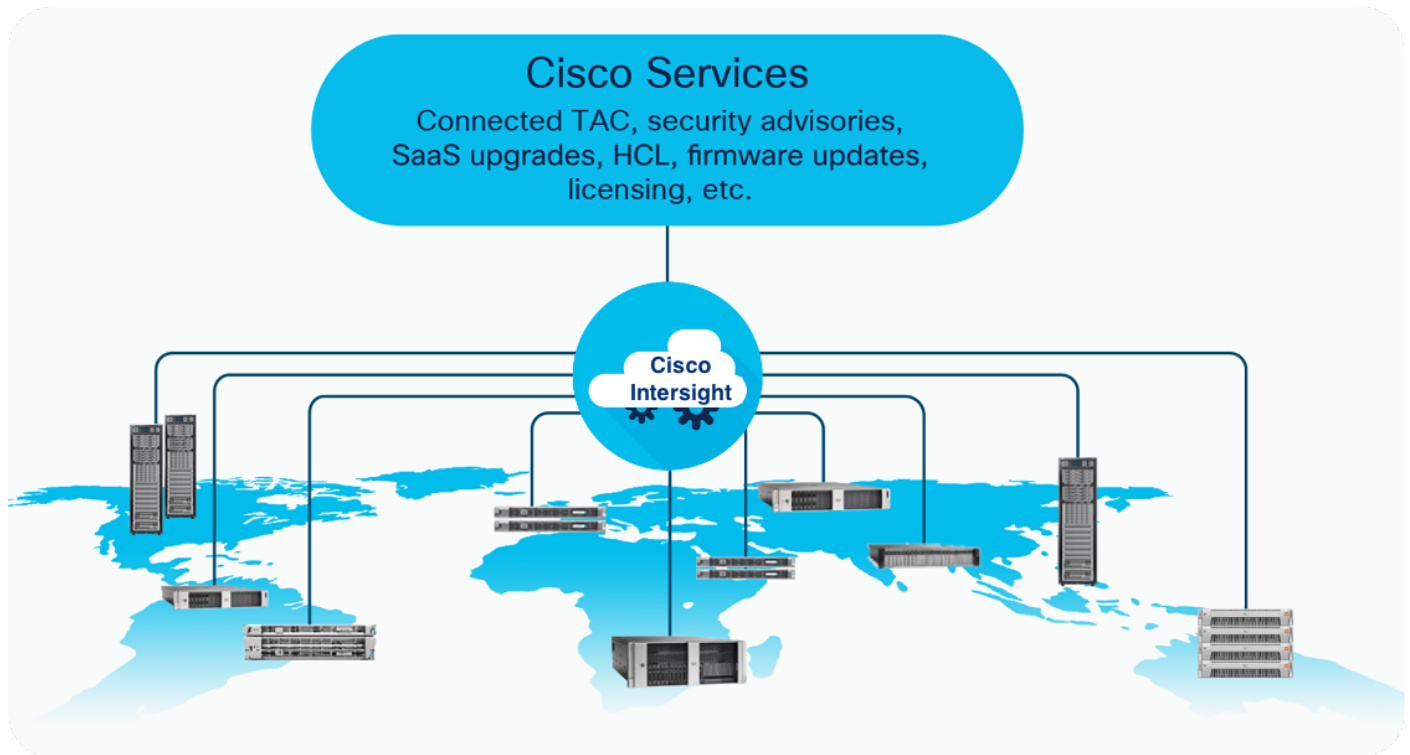 Cisco Services
Connected TAC, security advisories,
SaaS upgrades, HCL, firmware updates,
licensing, etc.
Cisco
Intersight